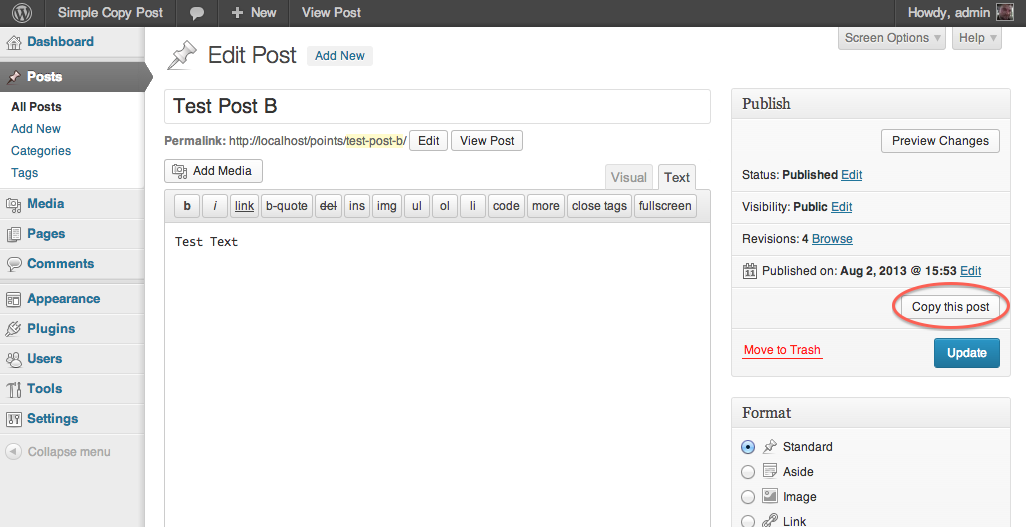 Simple Copy Post + New View Post Howdy, admin
Dashboard
Posts
All Posts
Add New
Categories
Tags
Media
Pages
Comments
Appearance
Plugins
Users
Tools
Settings
Collapse menu
Screen Options Help
Edit Post Add New
Test Post B
Permalink: http://localhost/points/test-post-b/ Edit View Post
Add Media
Visual Text
b i link b-quote del ins img ul ol li code more close tags fullscreen
Test Text
Publish
Preview Changes
Status: Published Edit
Visibility: Public Edit
Revisions: 4 Browse
11 Published on: Aug 2, 2013 @ 15:53 Edit
Copy this post
Move to Trash Update
Format
Standard
Aside
Image
Link